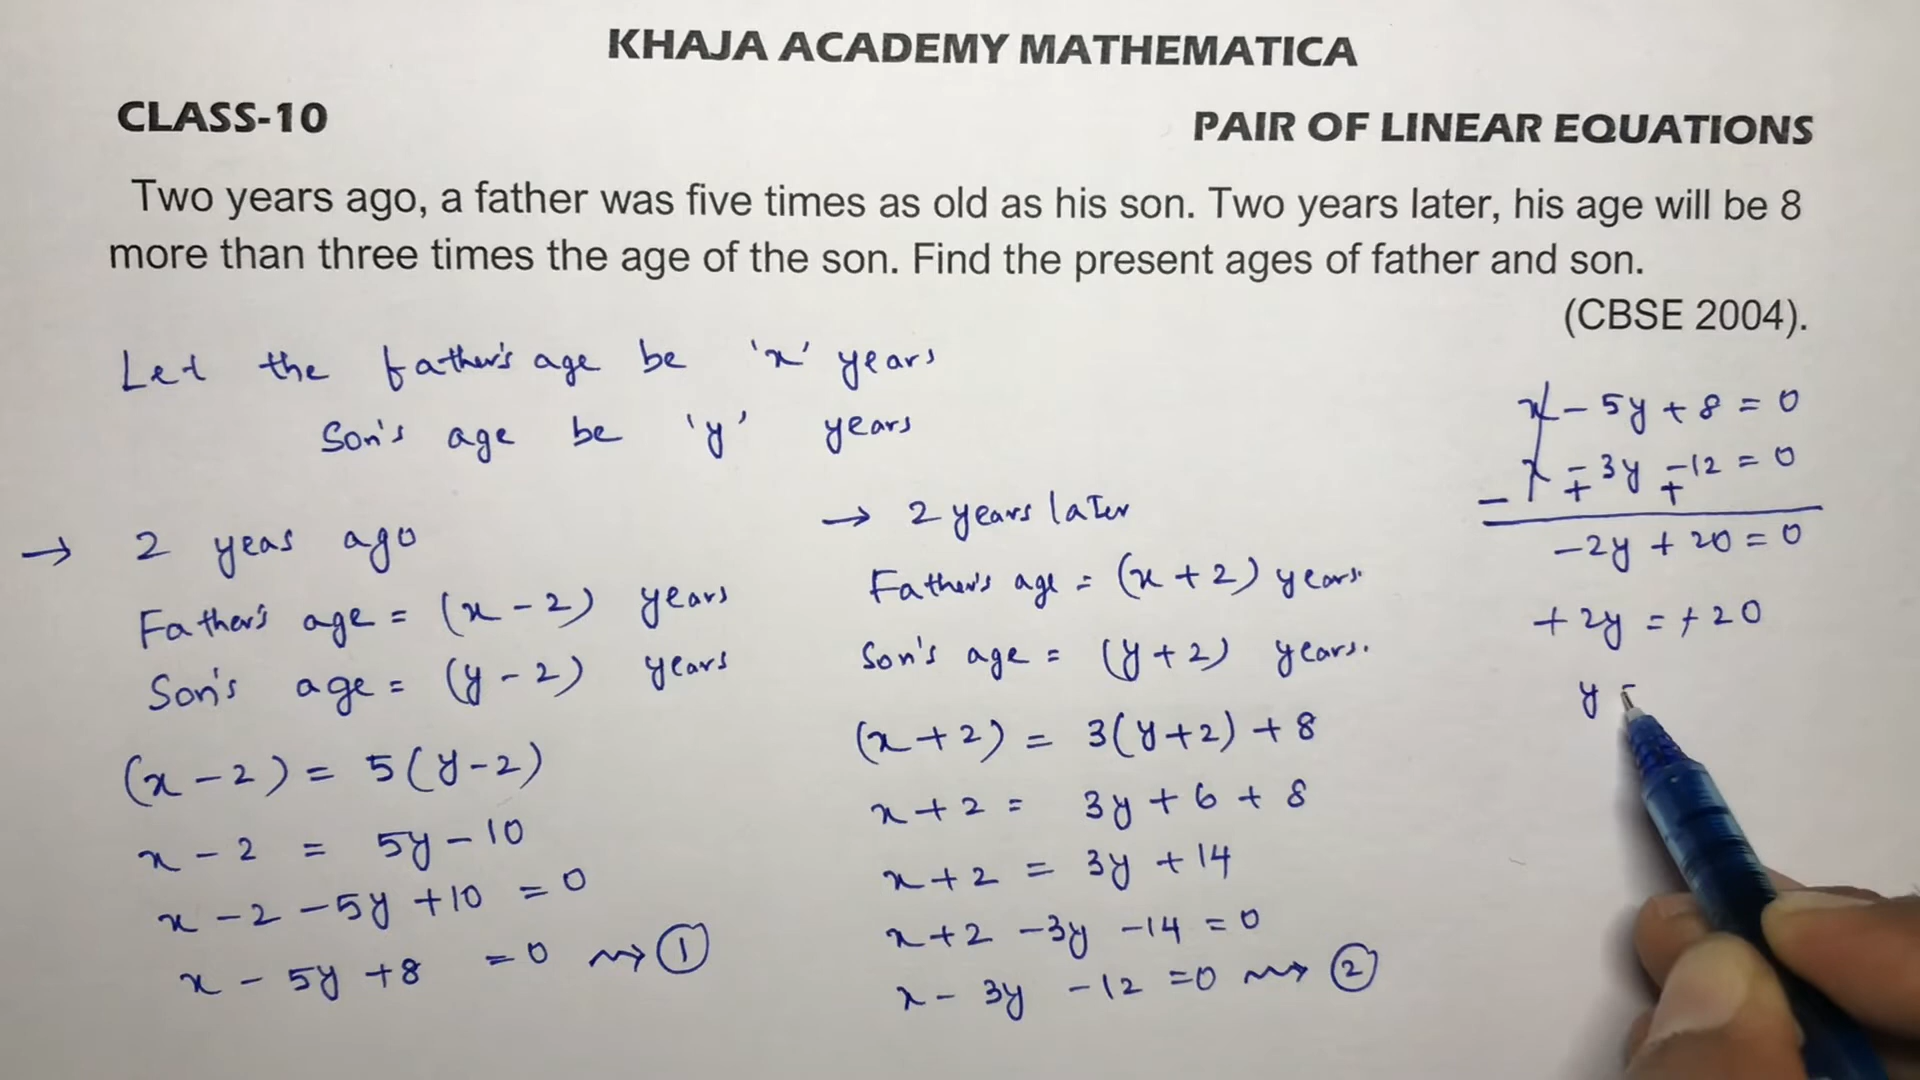 KHAJA ACADEMY MATHEMATICA
CLASS-10
PAIR OF LINEAR EQUATIONS
Two years ago, a father was five times as old as his son. Two years later, his age will be 8
more than three times the age of the son. Find the present ages of father and son.
(CBSE 2004).
Let the father's age be 'x' years
Son's age be 'y' years
→ 2 yeas ago
Father's age = (x - 2) years
Son's age = (y - 2) years
(x - 2) = 5(y - 2)
x - 2 = 5y - 10
x - 2 - 5y + 10 = 0
x - 5y + 8 = 0 ⇝ ①
→ 2 years later
Father's age = (x + 2) years.
Son's age = (y + 2) years.
(x + 2) = 3(y + 2) + 8
x + 2 = 3y + 6 + 8
x + 2 = 3y + 14
x + 2 - 3y - 14 = 0
x - 3y - 12 = 0 ⇝ ②
x - 5y + 8 = 0
x - 3y - 12 = 0
- + +
-2y + 20 = 0
+2y = +20
y